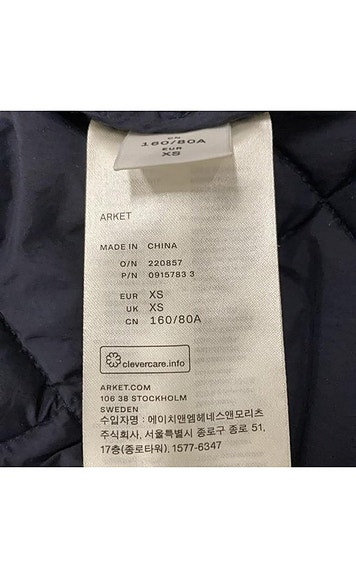 CN
160/80A
EUR
XS
ARKET
MADE IN CHINA
O/N 220857
P/N 0915783 3
EUR XS
UK XS
CN 160/80A
clevercare.info
ARKET.COM
106 38 STOCKHOLM
SWEDEN
수입자명 : 에이치앤엠헤네스앤모리츠
주식회사, 서울특별시 종로구 종로 51,
17층(종로타워), 1577-6347